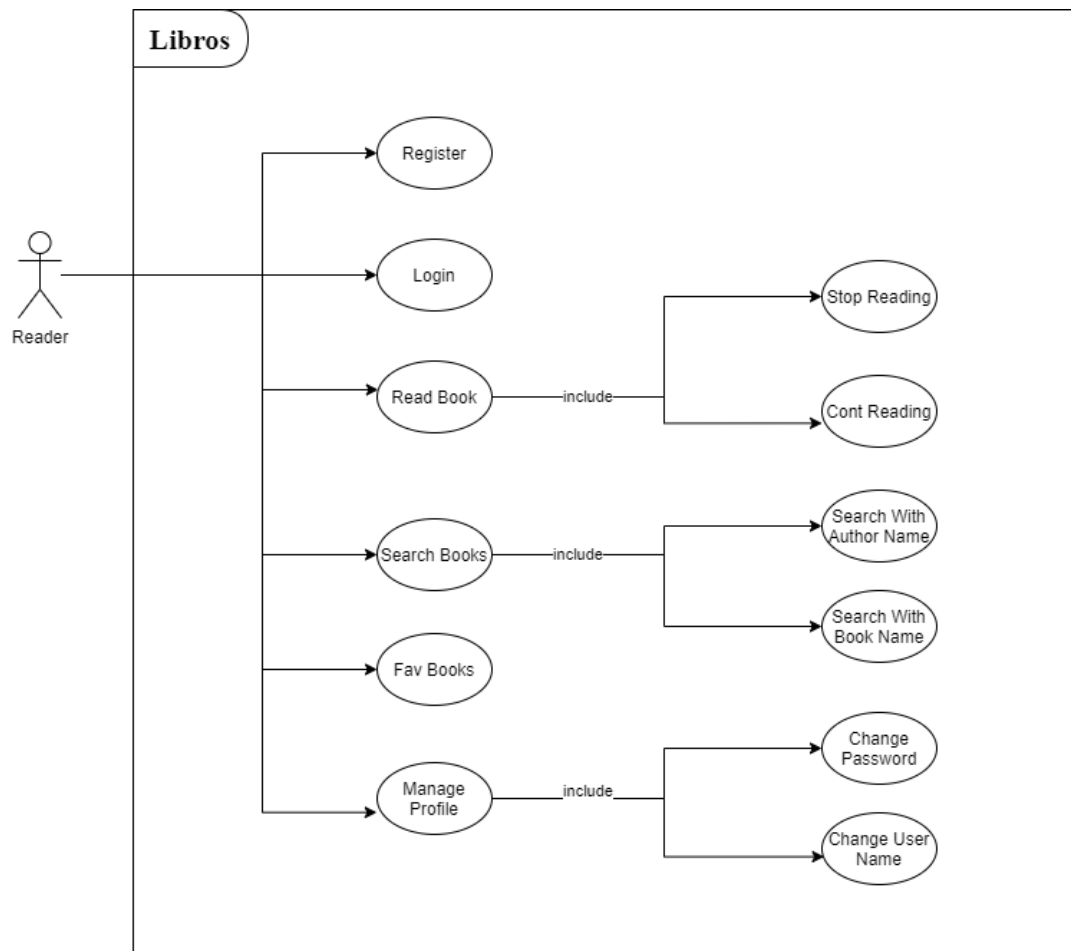 Libros
Register
Login
Reader
Stop Reading
Read Book
include
Cont Reading
Search With
Author Name
Search Books
include
Search With
Book Name
Fav Books
Change
Password
Manage
Profile
include
Change User
Name